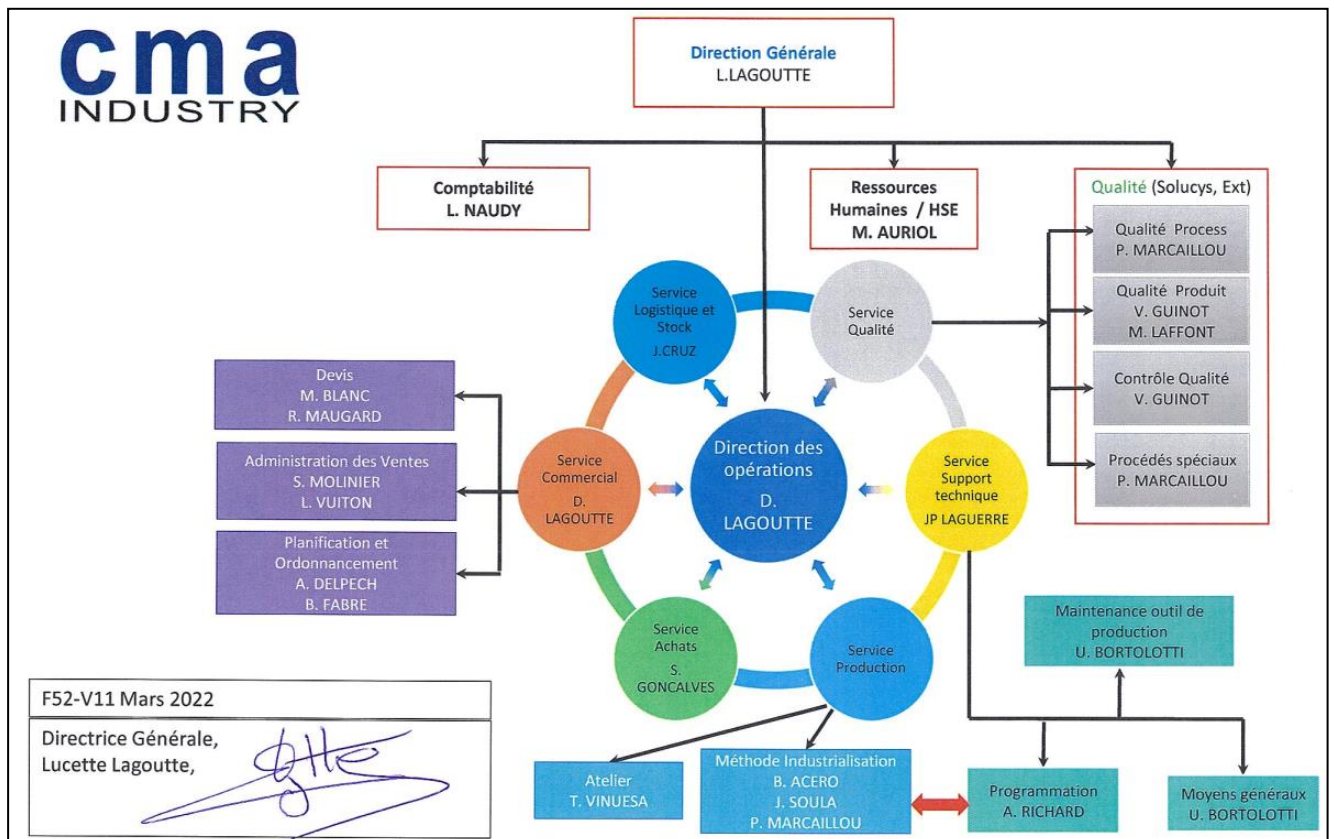 cma
INDUSTRY
Direction Générale
L.LAGOUTTE
Comptabilité
L. NAUDY
Ressources
Humaines / HSE
M. AURIOL
Qualité (Solucys, Ext)
Qualité Process
P. MARCAILLOU
Qualité Produit
V. GUINOT
M. LAFFONT
Contrôle Qualité
V. GUINOT
Procédés spéciaux
P. MARCAILLOU
Service
Logistique et
Stock
J.CRUZ
Service
Qualité
Devis
M. BLANC
R. MAUGARD
Administration des Ventes
S. MOLINIER
L. VUITON
Planification et
Ordonnancement
A. DELPECH
B. FABRE
Service
Commercial
D.
LAGOUTTE
Direction des
opérations
D.
LAGOUTTE
Service
Support
technique
JP LAGUERRE
Service
Achats
S.
GONCALVES
Service
Production
Maintenance outil de
production
U. BORTOLOTTI
Atelier
T. VINUESA
Méthode Industrialisation
B. ACERO
J. SOULA
P. MARCAILLOU
Programmation
A. RICHARD
Moyens généraux
U. BORTOLOTTI
F52-V11 Mars 2022
Directrice Générale,
Lucette Lagoutte,